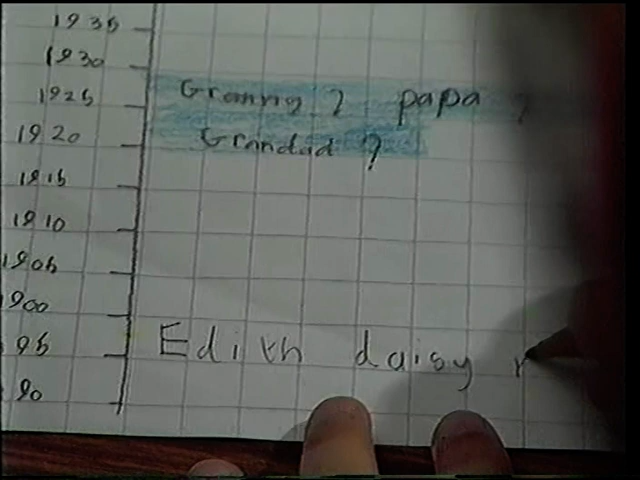 1935
1930
1925 Granny ? papa ?
1920 Grandad ?
1915
1910
1905
1900
95 Edith daisy
90